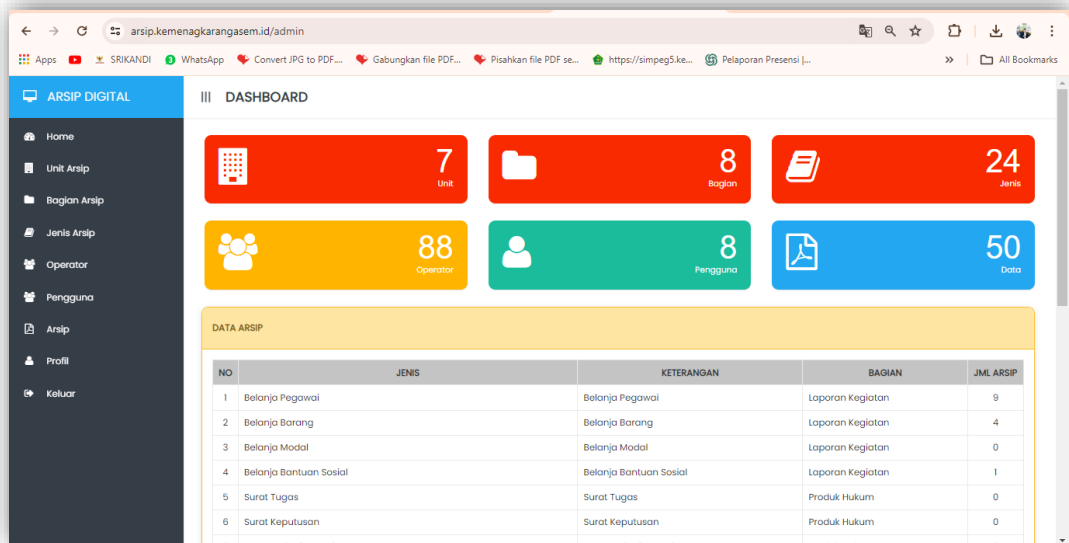 arsip.kemenagkarangasem.id/admin
Apps SRIKANDI WhatsApp Convert JPG to PDF.... Gabungkan file PDF... Pisahkan file PDF se... https://simpeg5.ke... Pelaporan Presensi |... » All Bookmarks
ARSIP DIGITAL
DASHBOARD
Home
Unit Arsip
Bagian Arsip
Jenis Arsip
Operator
Pengguna
Arsip
Profil
Keluar
7
Unit
8
Bagian
24
Jenis
88
Operator
8
Pengguna
50
Data
DATA ARSIP
NO JENIS KETERANGAN BAGIAN JML ARSIP
1 Belanja Pegawai Belanja Pegawai Laporan Kegiatan 9
2 Belanja Barang Belanja Barang Laporan Kegiatan 4
3 Belanja Modal Belanja Modal Laporan Kegiatan 0
4 Belanja Bantuan Sosial Belanja Bantuan Sosial Laporan Kegiatan 1
5 Surat Tugas Surat Tugas Produk Hukum 0
6 Surat Keputusan Surat Keputusan Produk Hukum 0